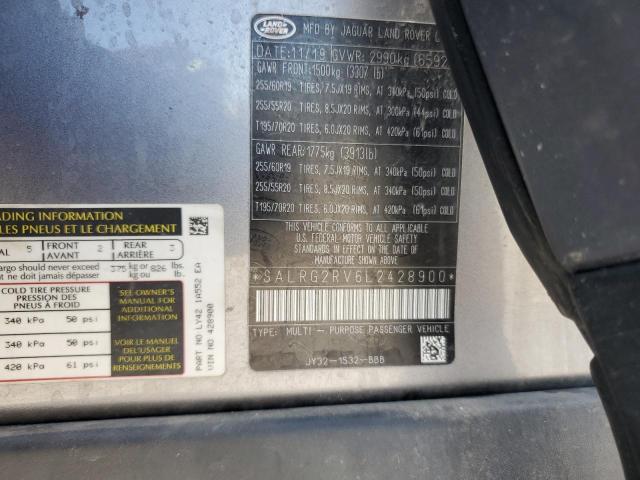 LAND ROVER
MFD BY JAGUAR LAND ROVER
DATE: 11/19 GVWR: 2990kg (6592
GAWR FRONT: 1500kg (3307 lb)
255/60R19 TIRES, 7.5JX19 RIMS, AT 340kPa (50psi) COLD
255/55R20 TIRES, 8.5JX20 RIMS, AT 300kPa (44psi) COLD
T195/70R20 TIRES, 6.0JX20 RIMS, AT 420kPa (61psi) COLD
GAWR REAR: 1775kg (3913lb)
255/60R19 TIRES, 7.5JX19 RIMS, AT 340kPa (50psi) COLD
255/55R20 TIRES, 8.5JX20 RIMS, AT 340kPa (50psi) COLD
T195/70R20 TIRES, 6.0JX20 RIMS, AT 420kPa (61psi) COLD
THIS VEHICLE CONFORMS TO ALL APPLICABLE
U.S. FEDERAL MOTOR VEHICLE SAFETY
STANDARDS IN EFFECT ON THE DATE OF
MANUFACTURE SHOWN ABOVE
*SALRG2RV6L2428900*
TYPE: MULTI - PURPOSE PASSENGER VEHICLE
JY32-1532-BBB
ADING INFORMATION
LES PNEUS ET LE CHARGEMENT
AL 5 FRONT AVANT 2 REAR ARRIÈRE 3
argo should never exceed 375 kg or 826 lbs.
t ne doit jamais dépasser kg ou lb.
COLD TIRE PRESSURE
PRESSION DES
PNEUS À FROID
340 kPa 50 psi
340 kPa 50 psi
420 kPa 61 psi
SEE OWNER'S
MANUAL FOR
ADDITIONAL
INFORMATION
VOIR LE MANUEL
DE L'USAGER
POUR PLUS DE
RENSEIGNEMENTS
LY42 1A552 EA
VIN NR: 428900